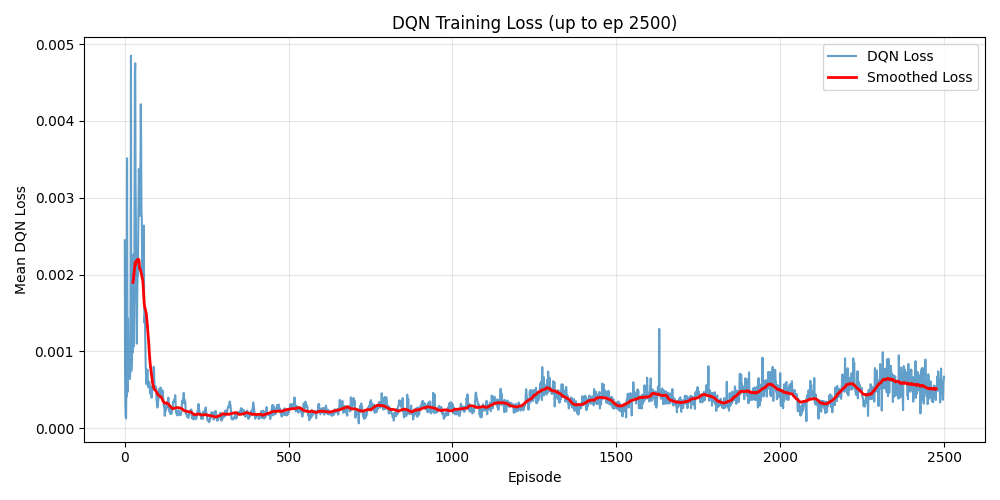 DQN Training Loss (up to ep 2500)
DQN Loss
Smoothed Loss
Mean DQN Loss
0.005
0.004
0.003
0.002
0.001
0.000
0 500 1000 1500 2000 2500
Episode